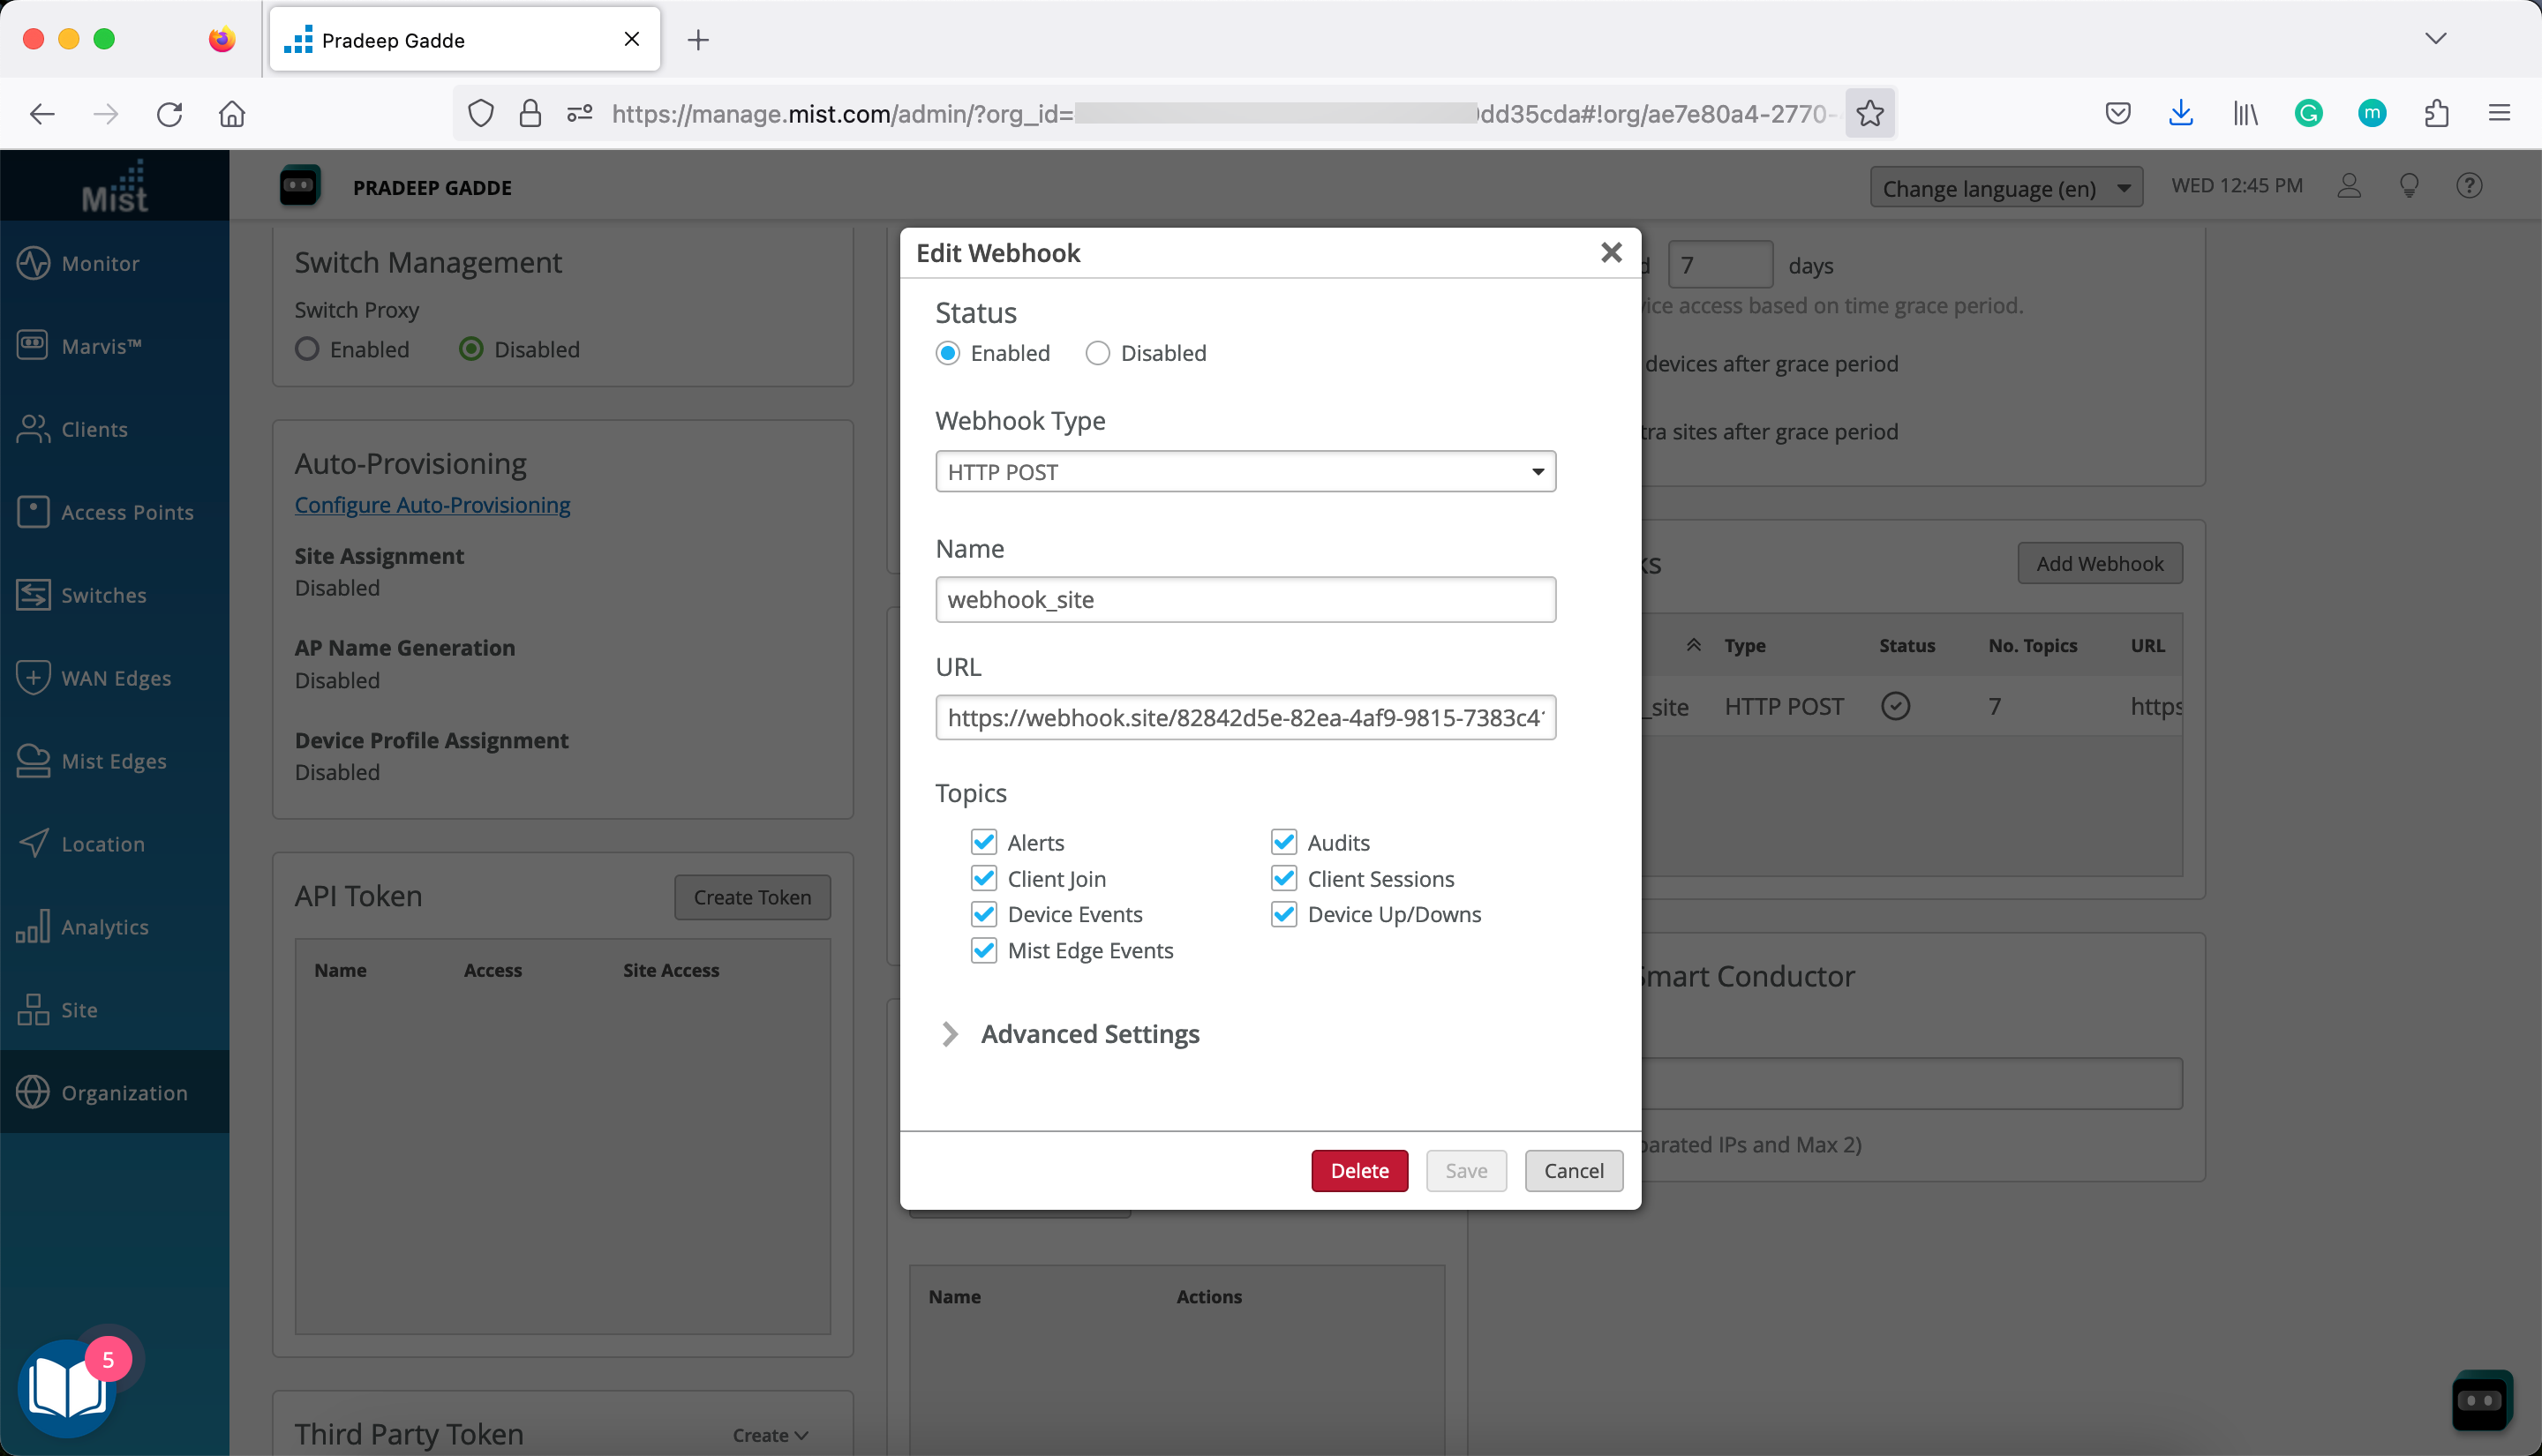 Pradeep Gadde
https://manage.mist.com/admin/?org_id= dd35cda#!org/ae7e80a4-2770-
Mist
PRADEEP GADDE
Change language (en)
WED 12:45 PM
Monitor
Marvis™
Clients
Access Points
Switches
WAN Edges
Mist Edges
Location
Analytics
Site
Organization
5
Switch Management
Switch Proxy
Enabled Disabled
Auto-Provisioning
Configure Auto-Provisioning
Site Assignment
Disabled
AP Name Generation
Disabled
Device Profile Assignment
Disabled
API Token
Create Token
Name Access Site Access
Third Party Token
Create
Edit Webhook
Status
Enabled Disabled
Webhook Type
HTTP POST
Name
webhook_site
URL
https://webhook.site/82842d5e-82ea-4af9-9815-7383c4
Topics
Alerts Audits
Client Join Client Sessions
Device Events Device Up/Downs
Mist Edge Events
Advanced Settings
Delete Save Cancel
Name Actions
7 days
access based on time grace period.
devices after grace period
sites after grace period
Add Webhook
Type Status No. Topics URL
_site HTTP POST 7 https
Smart Conductor
IPs and Max 2)
m